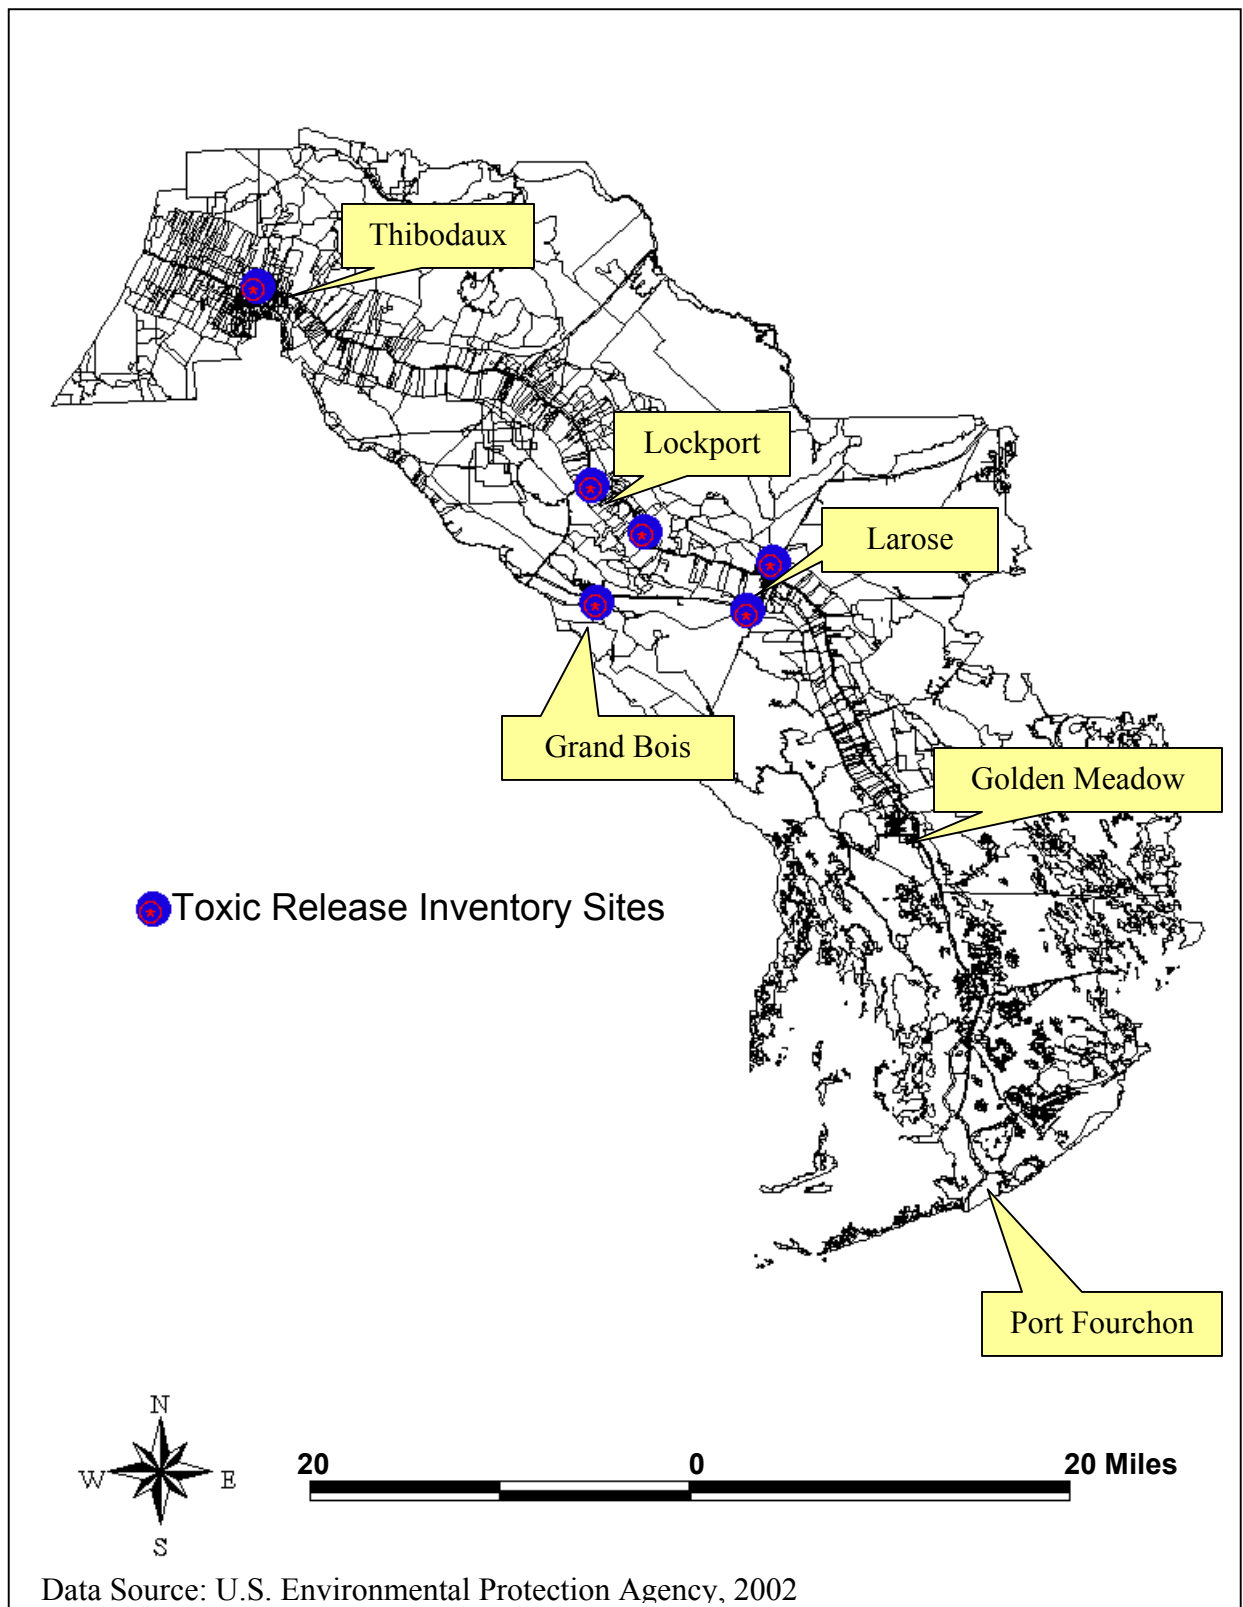 Thibodaux
Lockport
Larose
Grand Bois
Golden Meadow
Toxic Release Inventory Sites
Port Fourchon
N
W E
S
20 0 20 Miles
Data Source: U.S. Environmental Protection Agency, 2002